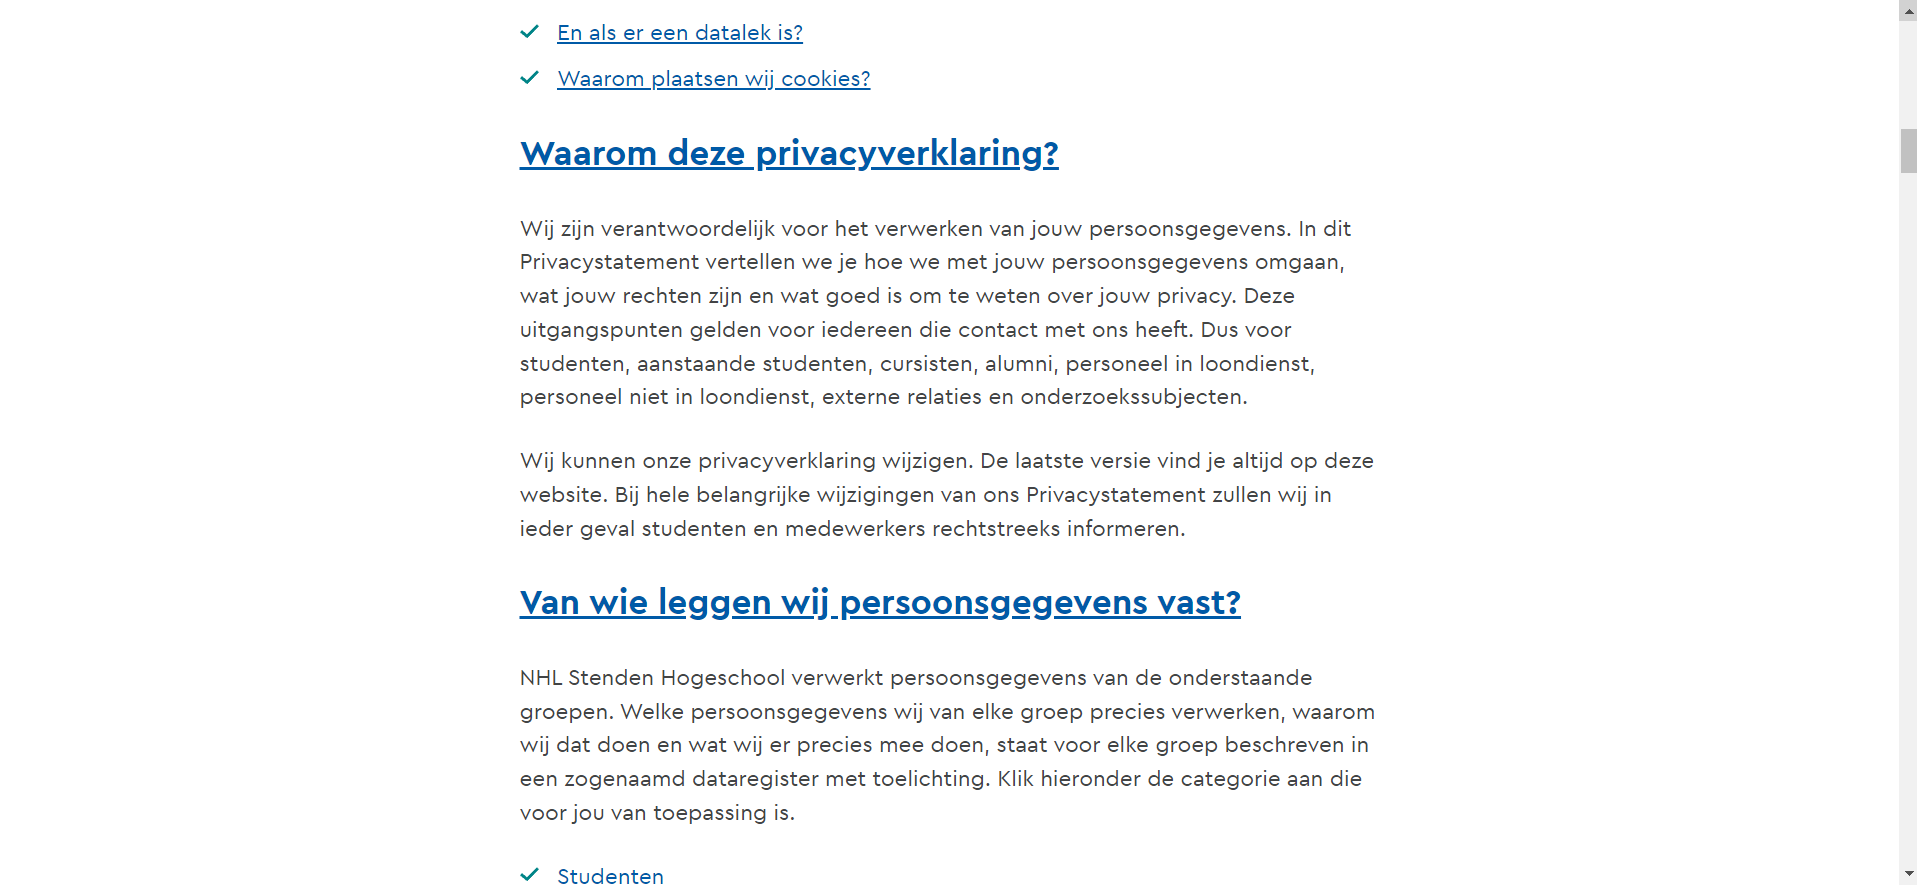 En als er een datalek is?
Waarom plaatsen wij cookies?
Waarom deze privacyverklaring?
Wij zijn verantwoordelijk voor het verwerken van jouw persoonsgegevens. In dit
Privacystatement vertellen we je hoe we met jouw persoonsgegevens omgaan,
wat jouw rechten zijn en wat goed is om te weten over jouw privacy. Deze
uitgangspunten gelden voor iedereen die contact met ons heeft. Dus voor
studenten, aanstaande studenten, cursisten, alumni, personeel in loondienst,
personeel niet in loondienst, externe relaties en onderzoekssubjecten.
Wij kunnen onze privacyverklaring wijzigen. De laatste versie vind je altijd op deze
website. Bij hele belangrijke wijzigingen van ons Privacystatement zullen wij in
ieder geval studenten en medewerkers rechtstreeks informeren.
Van wie leggen wij persoonsgegevens vast?
NHL Stenden Hogeschool verwerkt persoonsgegevens van de onderstaande
groepen. Welke persoonsgegevens wij van elke groep precies verwerken, waarom
wij dat doen en wat wij er precies mee doen, staat voor elke groep beschreven in
een zogenaamd dataregister met toelichting. Klik hieronder de categorie aan die
voor jou van toepassing is.
Studenten